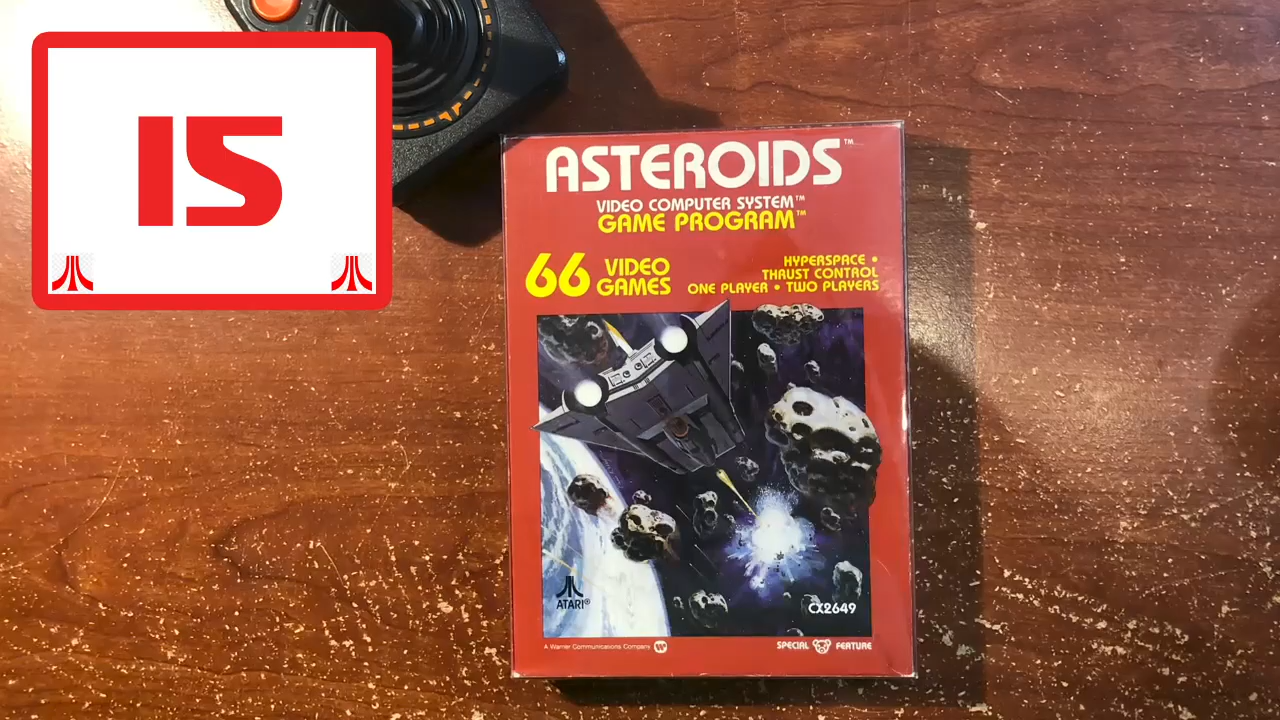 15
ASTEROIDS™
VIDEO COMPUTER SYSTEM™
GAME PROGRAM™
66 VIDEO GAMES
HYPERSPACE •
THRUST CONTROL
ONE PLAYER • TWO PLAYERS
ATARI®
CX2649
A Warner Communications Company
SPECIAL FEATURE